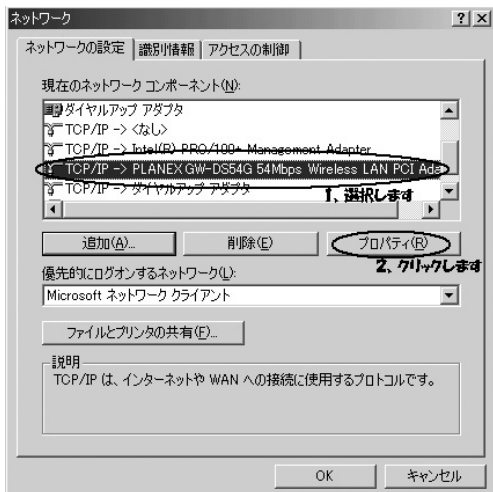 ネットワーク
ネットワークの設定 識別情報 アクセスの制御
現在のネットワーク コンポーネント(N):
ダイヤルアップ アダプタ
TCP/IP -> <なし>
TCP/IP -> Intel(R) PRO/100+ Management Adapter
TCP/IP -> PLANEX GW-DS54G 54Mbps Wireless LAN PCI Ada
TCP/IP -> ダイヤルアップ アダプタ
1、選択します
追加(A)... 削除(E) プロパティ(R)
2、クリックします
優先的にログオンするネットワーク(L):
Microsoft ネットワーク クライアント
ファイルとプリンタの共有(F)...
説明
TCP/IP は、インターネットや WAN への接続に使用するプロトコルです。
OK キャンセル